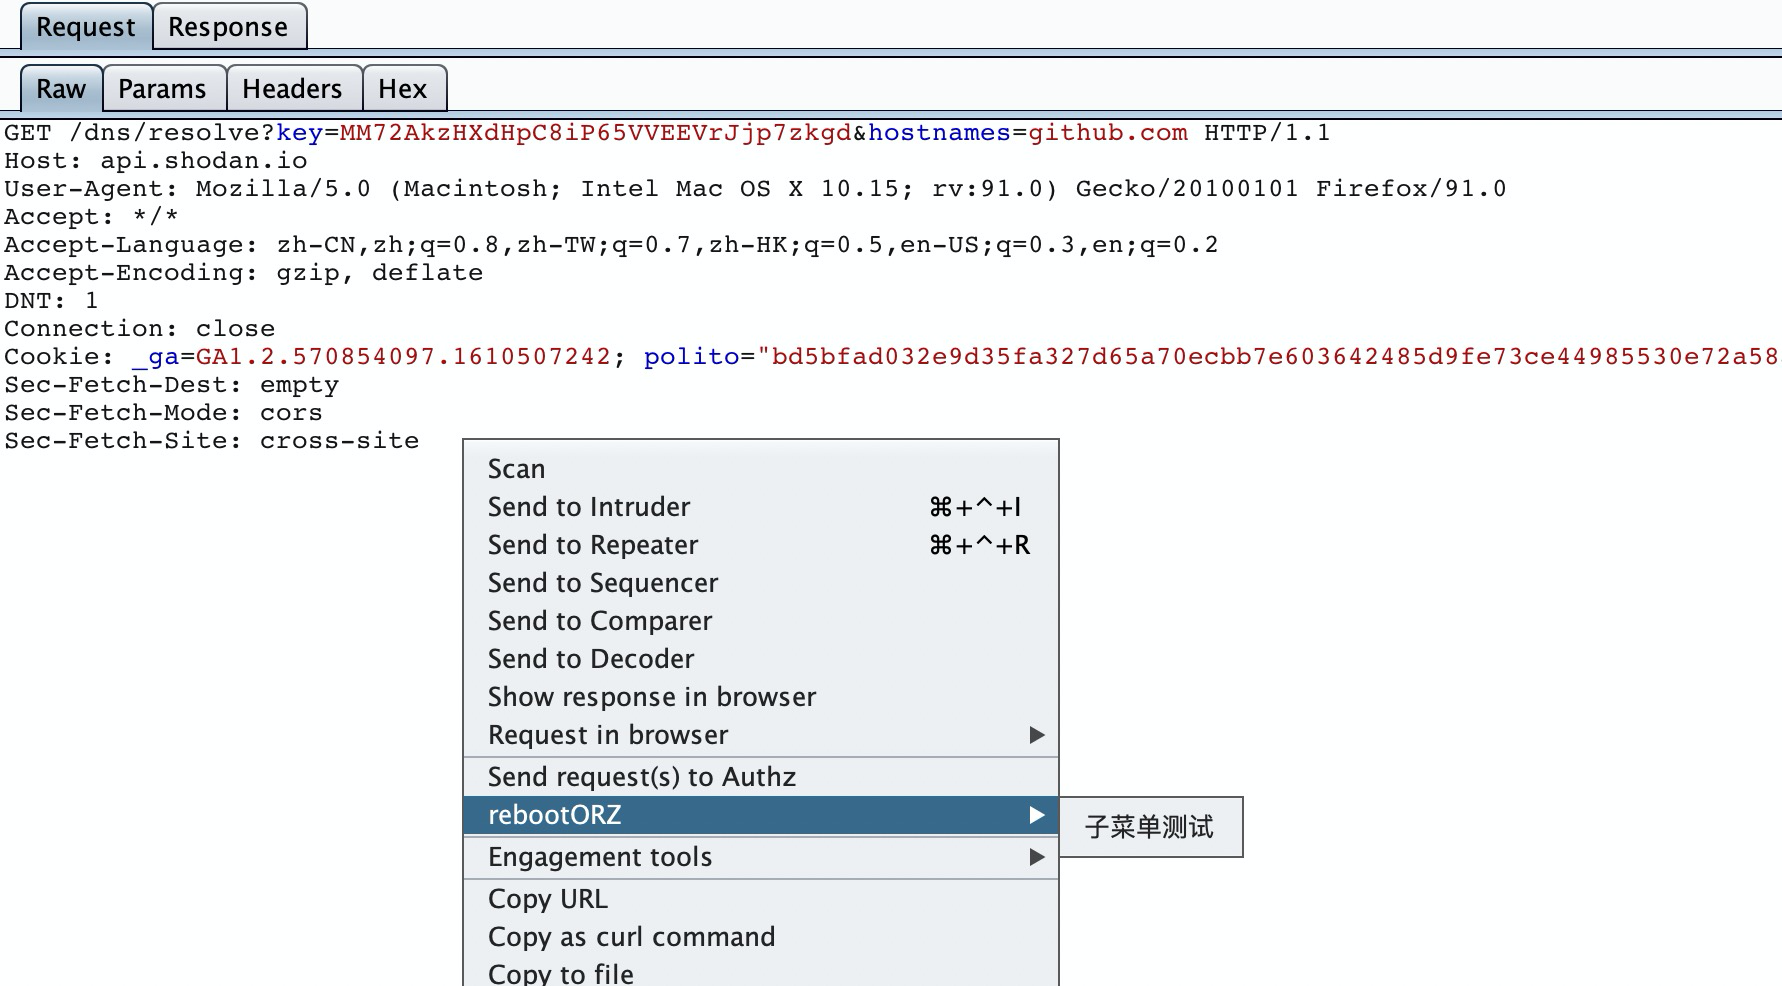 Request Response
Raw Params Headers Hex
GET /dns/resolve?key=MM72AkzHXdHpC8iP65VVEEVrJjp7zkgd&hostnames=github.com HTTP/1.1
Host: api.shodan.io
User-Agent: Mozilla/5.0 (Macintosh; Intel Mac OS X 10.15; rv:91.0) Gecko/20100101 Firefox/91.0
Accept: */*
Accept-Language: zh-CN,zh;q=0.8,zh-TW;q=0.7,zh-HK;q=0.5,en-US;q=0.3,en;q=0.2
Accept-Encoding: gzip, deflate
DNT: 1
Connection: close
Cookie: _ga=GA1.2.570854097.1610507242; polito="bd5bfad032e9d35fa327d65a70ecbb7e603642485d9fe73ce44985530e72a58
Sec-Fetch-Dest: empty
Sec-Fetch-Mode: cors
Sec-Fetch-Site: cross-site
Scan
Send to Intruder ⌘+^+I
Send to Repeater ⌘+^+R
Send to Sequencer
Send to Comparer
Send to Decoder
Show response in browser
Request in browser
Send request(s) to Authz
rebootORZ
子菜单测试
Engagement tools
Copy URL
Copy as curl command
Copy to file